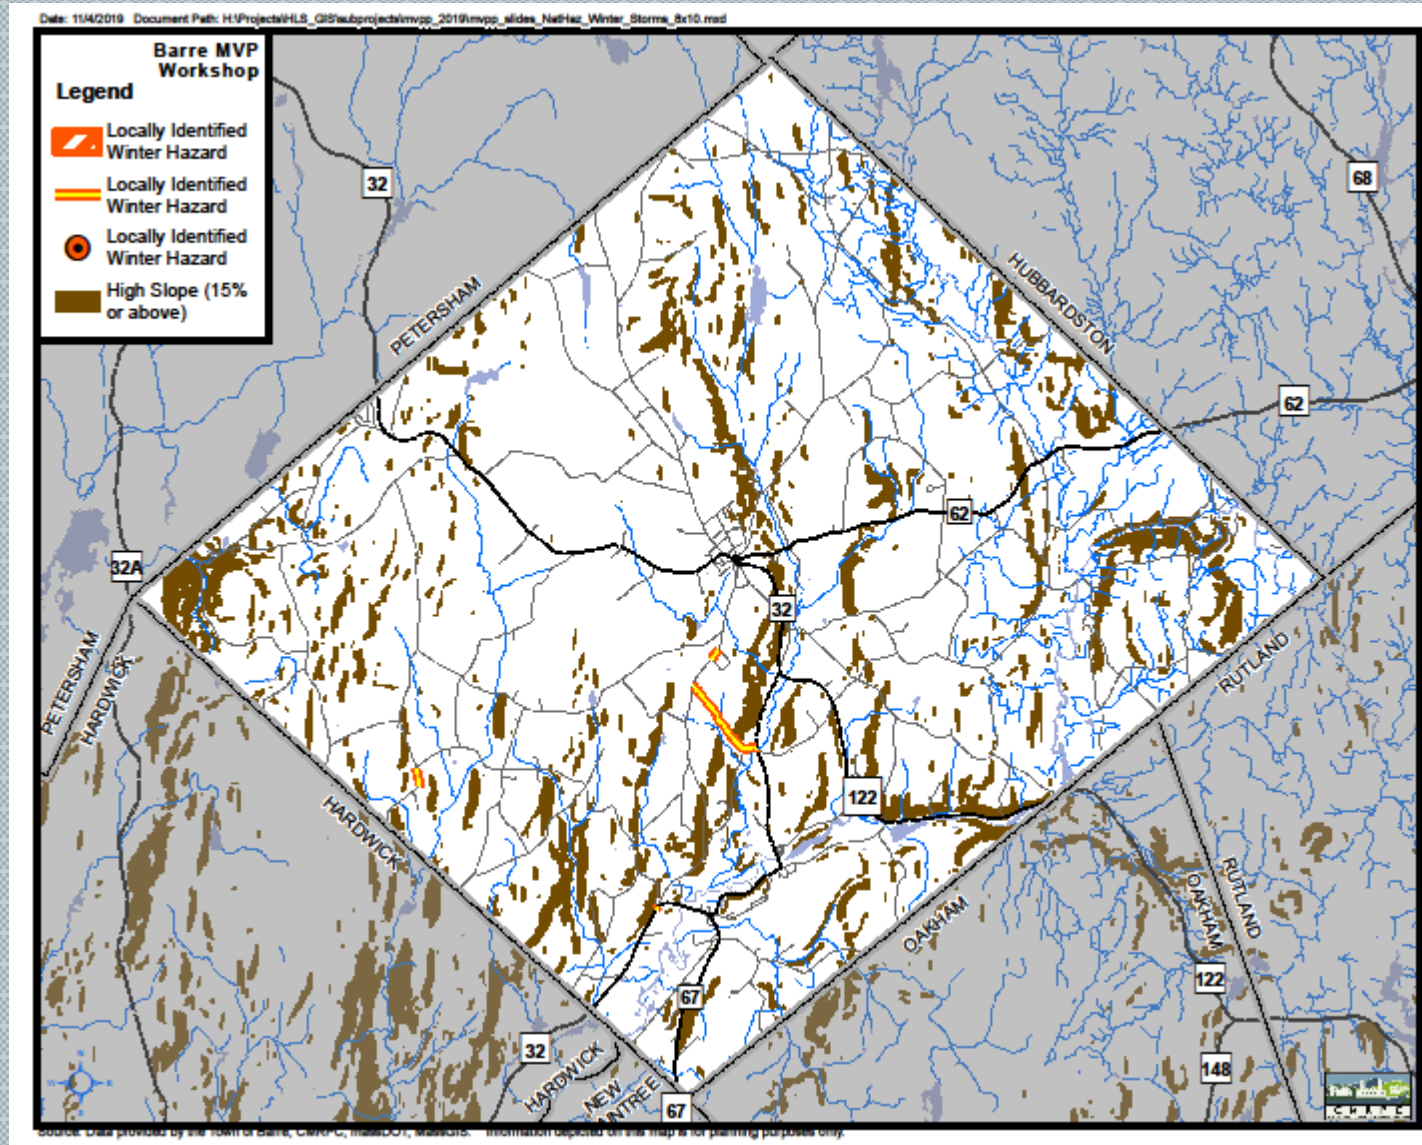 Date: 11/4/2019 Document Path: H:\Projects\HLS_GIS\subprojects\mvpp_2019\mvpp_slides_NatHaz_Winter_Storms_8x10.mxd
Barre MVP
Workshop
Legend
Locally Identified
Winter Hazard
Locally Identified
Winter Hazard
Locally Identified
Winter Hazard
High Slope (15%
or above)
32
68
PETERSHAM
HUBBARDSTON
62
62
32A
32
PETERSHAM
HARDWICK
RUTLAND
122
HARDWICK
OAKHAM
RUTLAND
OAKHAM
122
67
32
HARDWICK
NEW
AINTREE
148
67
CMRPC
Source: Data provided by the Town of Barre, CMRPC, MassDOT, MassGIS. Information depicted on this map is for planning purposes only.